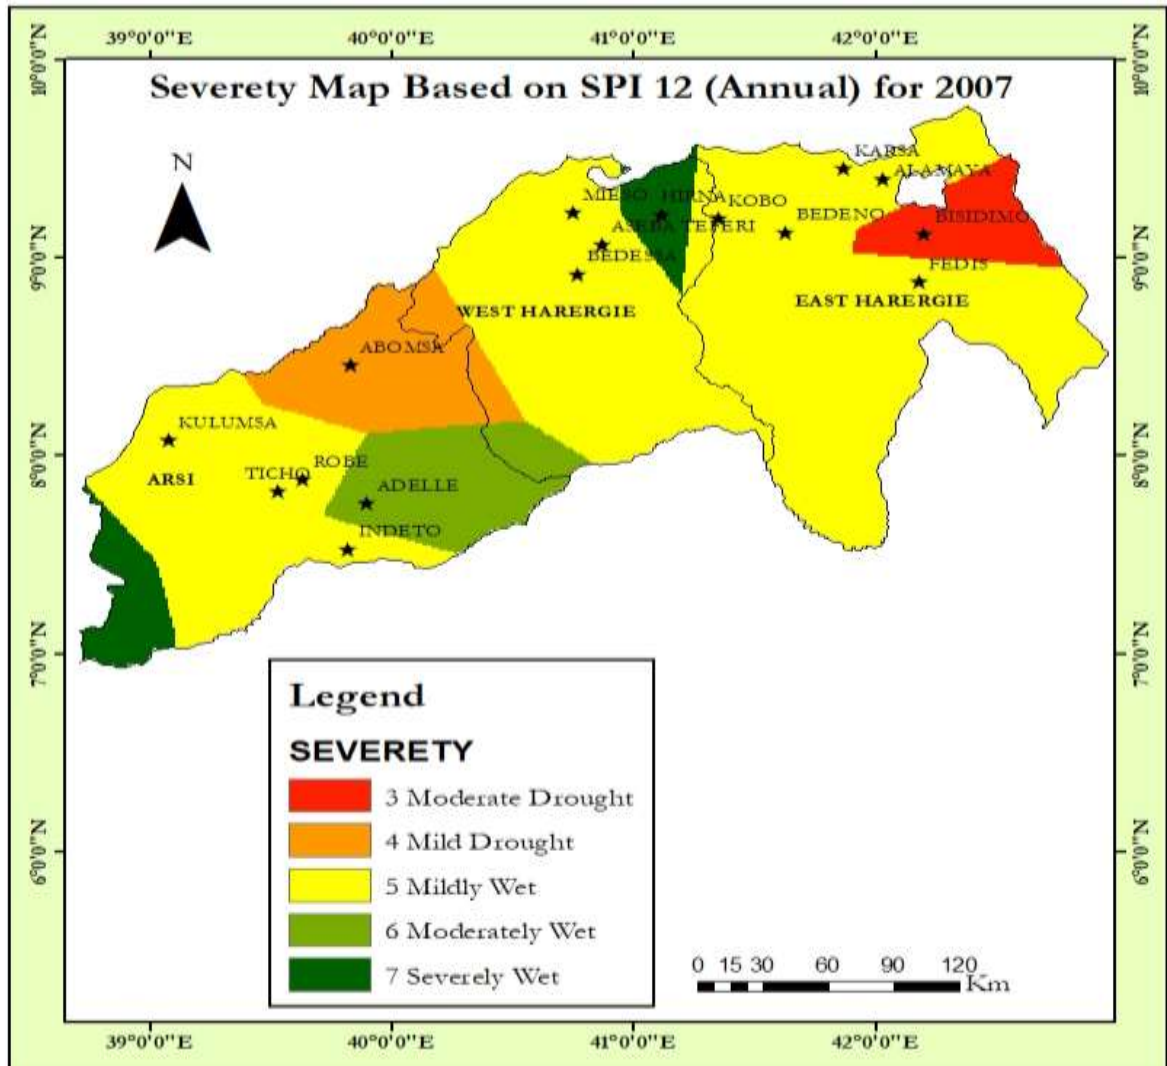 39°0'0"E 40°0'0"E 41°0'0"E 42°0'0"E
10°0'0"N 10°0'0"N
Severety Map Based on SPI 12 (Annual) for 2007
N
KARSA
ALAMAYA
MIESO HIRNA KOBO
BEDENO BISIDIMO
ASEBA TEFERI
BEDESSA
9°0'0"N 9°0'0"N
FEDIS
EAST HARERGIE
WEST HARERGIE
ABOMSA
KULUMSA
8°0'0"N 8°0'0"N
ROBE
TICHO
ARSI
ADELLE
INDETO
7°0'0"N 7°0'0"N
Legend
SEVERETY
3 Moderate Drought
4 Mild Drought
6°0'0"N 6°0'0"N
5 Mildly Wet
6 Moderately Wet
7 Severely Wet
0 15 30 60 90 120
Km
39°0'0"E 40°0'0"E 41°0'0"E 42°0'0"E